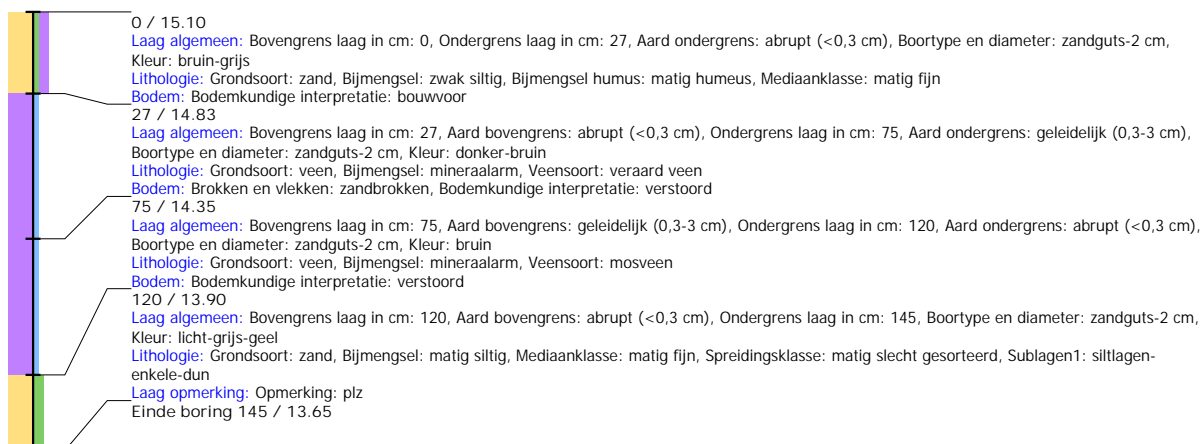 0 / 15.10
Laag algemeen: Bovengrens laag in cm: 0, Ondergrens laag in cm: 27, Aard ondergrens: abrupt (<0,3 cm), Boortype en diameter: zandguts-2 cm,
Kleur: bruin-grijs
Lithologie: Grondsoort: zand, Bijmengsel: zwak siltig, Bijmengsel humus: matig humeus, Mediaanklasse: matig fijn
Bodem: Bodemkundige interpretatie: bouwvoor
27 / 14.83
Laag algemeen: Bovengrens laag in cm: 27, Aard bovengrens: abrupt (<0,3 cm), Ondergrens laag in cm: 75, Aard ondergrens: geleidelijk (0,3-3 cm),
Boortype en diameter: zandguts-2 cm, Kleur: donker-bruin
Lithologie: Grondsoort: veen, Bijmengsel: mineraalarm, Veensoort: veraard veen
Bodem: Brokken en vlekken: zandbrokken, Bodemkundige interpretatie: verstoord
75 / 14.35
Laag algemeen: Bovengrens laag in cm: 75, Aard bovengrens: geleidelijk (0,3-3 cm), Ondergrens laag in cm: 120, Aard ondergrens: abrupt (<0,3 cm),
Boortype en diameter: zandguts-2 cm, Kleur: bruin
Lithologie: Grondsoort: veen, Bijmengsel: mineraalarm, Veensoort: mosveen
Bodem: Bodemkundige interpretatie: verstoord
120 / 13.90
Laag algemeen: Bovengrens laag in cm: 120, Aard bovengrens: abrupt (<0,3 cm), Ondergrens laag in cm: 145, Boortype en diameter: zandguts-2 cm,
Kleur: licht-grijs-geel
Lithologie: Grondsoort: zand, Bijmengsel: matig siltig, Mediaanklasse: matig fijn, Spreidingsklasse: matig slecht gesorteerd, Sublagen1: siltlagen-
enkele-dun
Laag opmerking: Opmerking: plz
Einde boring 145 / 13.65